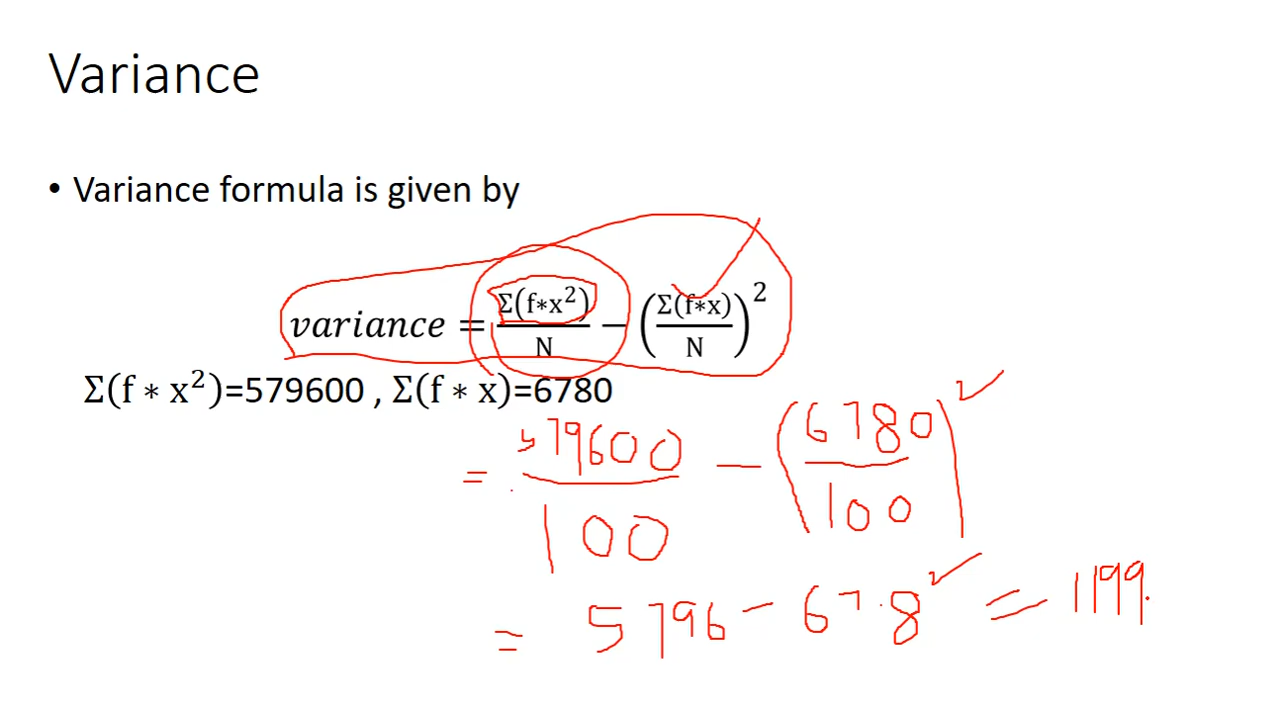 Variance
• Variance formula is given by
variance = Σ(f∗x²)/N − (Σ(f∗x)/N)²
Σ(f ∗ x²)=579600 , Σ(f ∗ x)=6780
= 579600/100 − (6780/100)²
= 5796 − 67.8² = 1199.